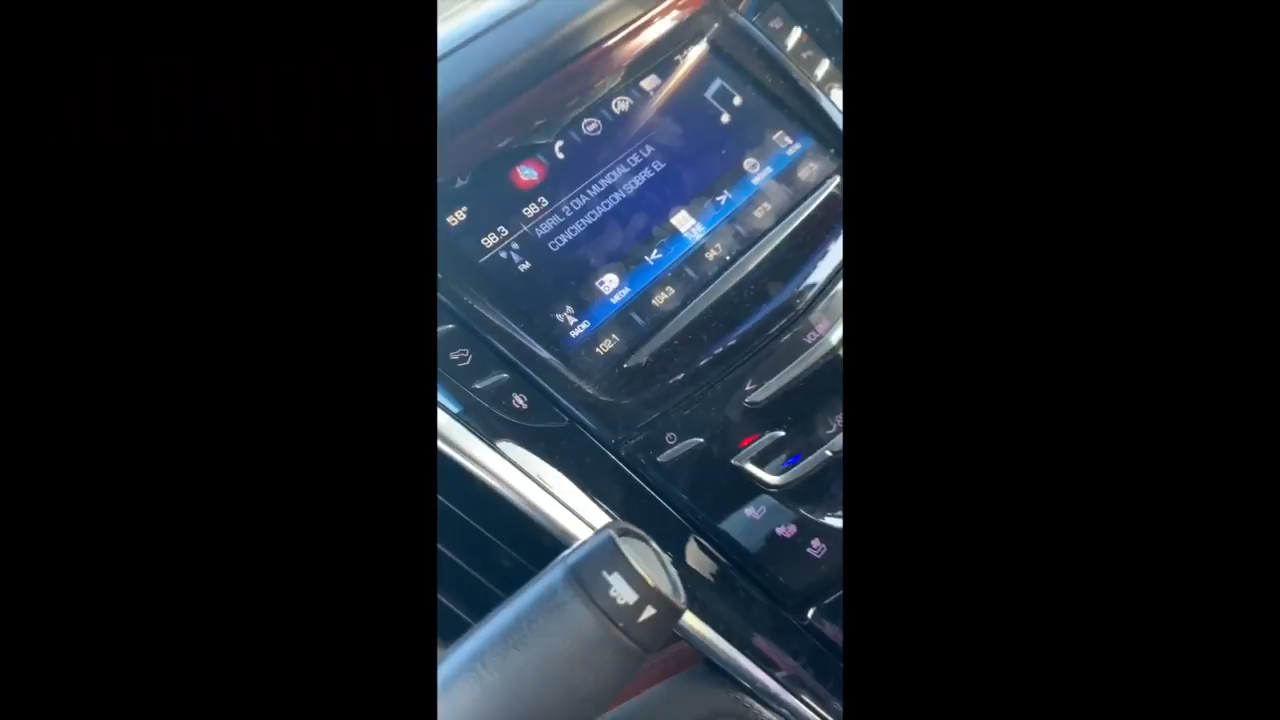 58°
98.3
98.3
FM
ABRIL 2 DIA MUNDIAL DE LA
CONCIENCIACION SOBRE EL
RADIO
MEDIA
TUNE
102.1
104.3
94.7
97.5